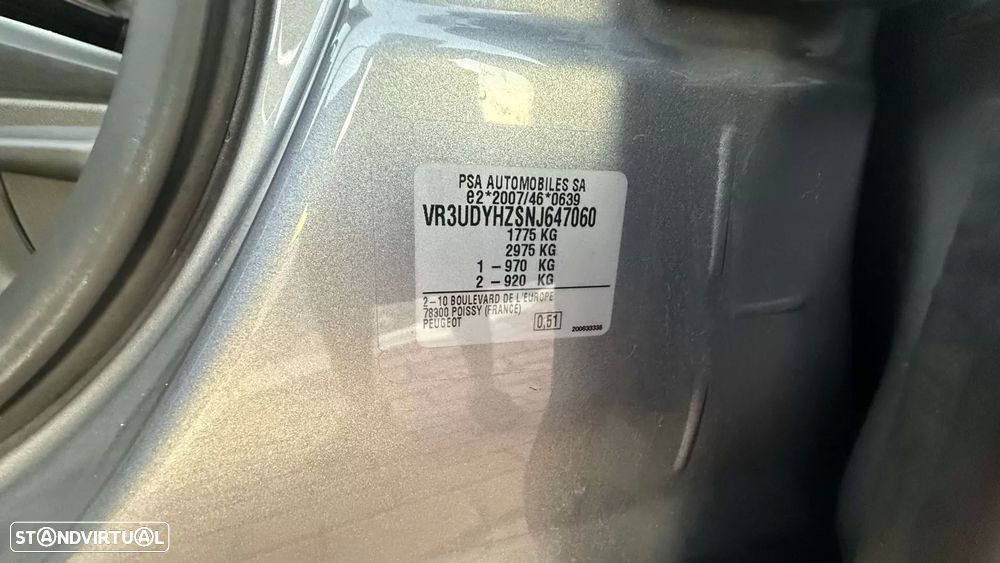 PSA AUTOMOBILES SA
e2*2007/46*0639
VR3UDYHZSNJ647060
1775 KG
2975 KG
1 – 970 KG
2 – 920 KG
2–10 BOULEVARD DE L'EUROPE
78300 POISSY (FRANCE)
PEUGEOT
0,51
200633338
STANDVIRTUAL